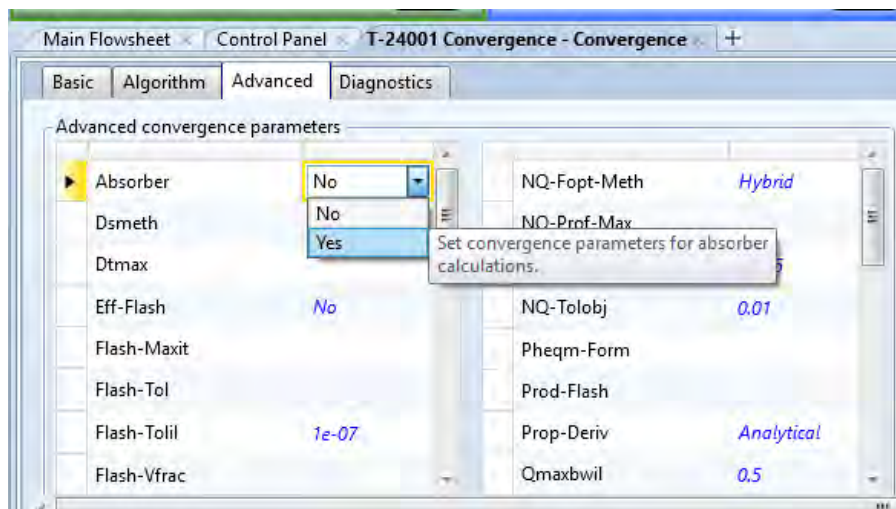 Main Flowsheet × Control Panel × T-24001 Convergence - Convergence × +
Basic Algorithm Advanced Diagnostics
Advanced convergence parameters
Absorber No NQ-Fopt-Meth Hybrid
Dsmeth No NQ-Prof-Max
Yes Set convergence parameters for absorber
calculations.
Dtmax
Eff-Flash No NQ-Tolobj 0.01
Flash-Maxit Pheqm-Form
Flash-Tol Prod-Flash
Flash-Tolil 1e-07 Prop-Deriv Analytical
Flash-Vfrac Qmaxbwil 0.5